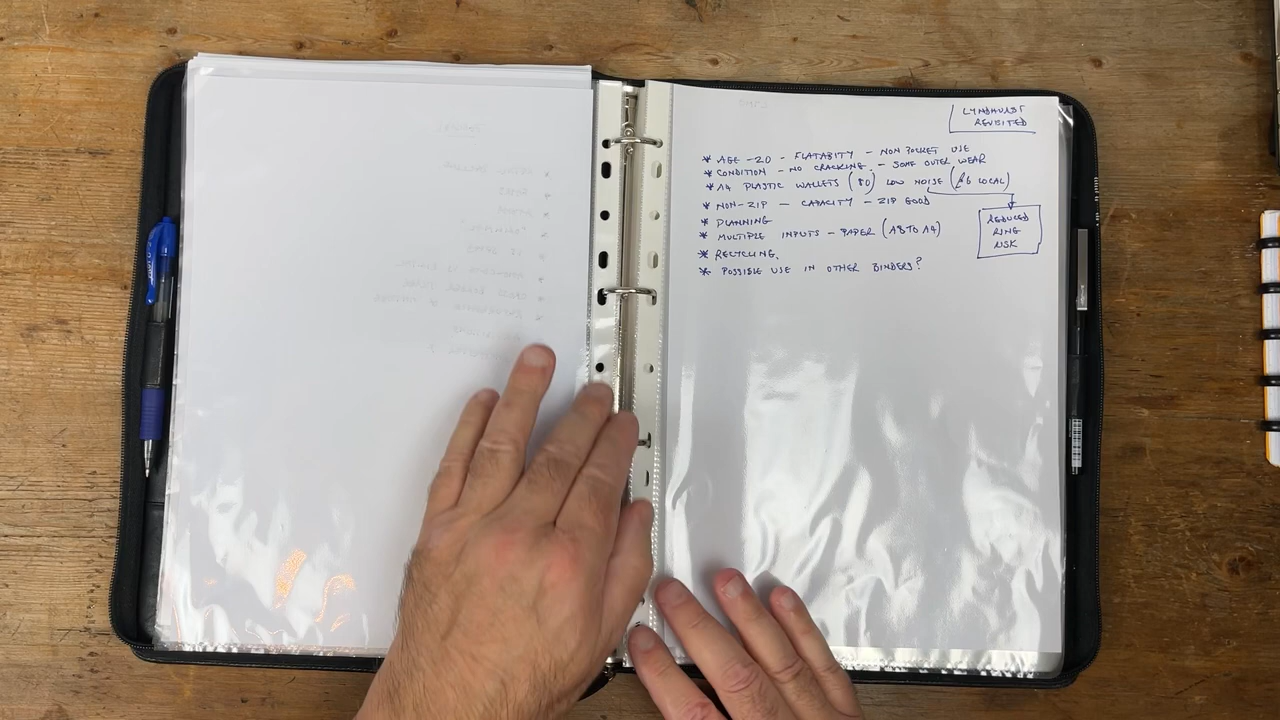 LYNDHURST
REVISITED
* AGE - 20 - FLATABITY - NON POCKET USE
* CONDITION - NO CRACKING - SOME OUTER WEAR
* A4 PLASTIC WALLETS (80) LOW NOISE (£6 LOCAL)
* NON-ZIP - CAPACITY - ZIP GOOD
* PLANNING
* MULTIPLE INPUTS - PAPER (A8 TO A4)
* RECYCLING.
* POSSIBLE USE IN OTHER BINDERS?
REDUCED
RING
RISK